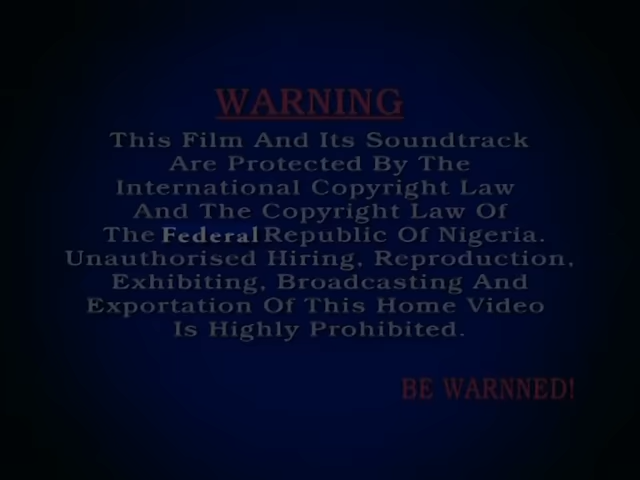 WARNING
This Film And Its Soundtrack
Are Protected By The
International Copyright Law
And The Copyright Law Of
The Federal Republic Of Nigeria.
Unauthorised Hiring, Reproduction,
Exhibiting, Broadcasting And
Exportation Of This Home Video
Is Highly Prohibited.
BE WARNNED!